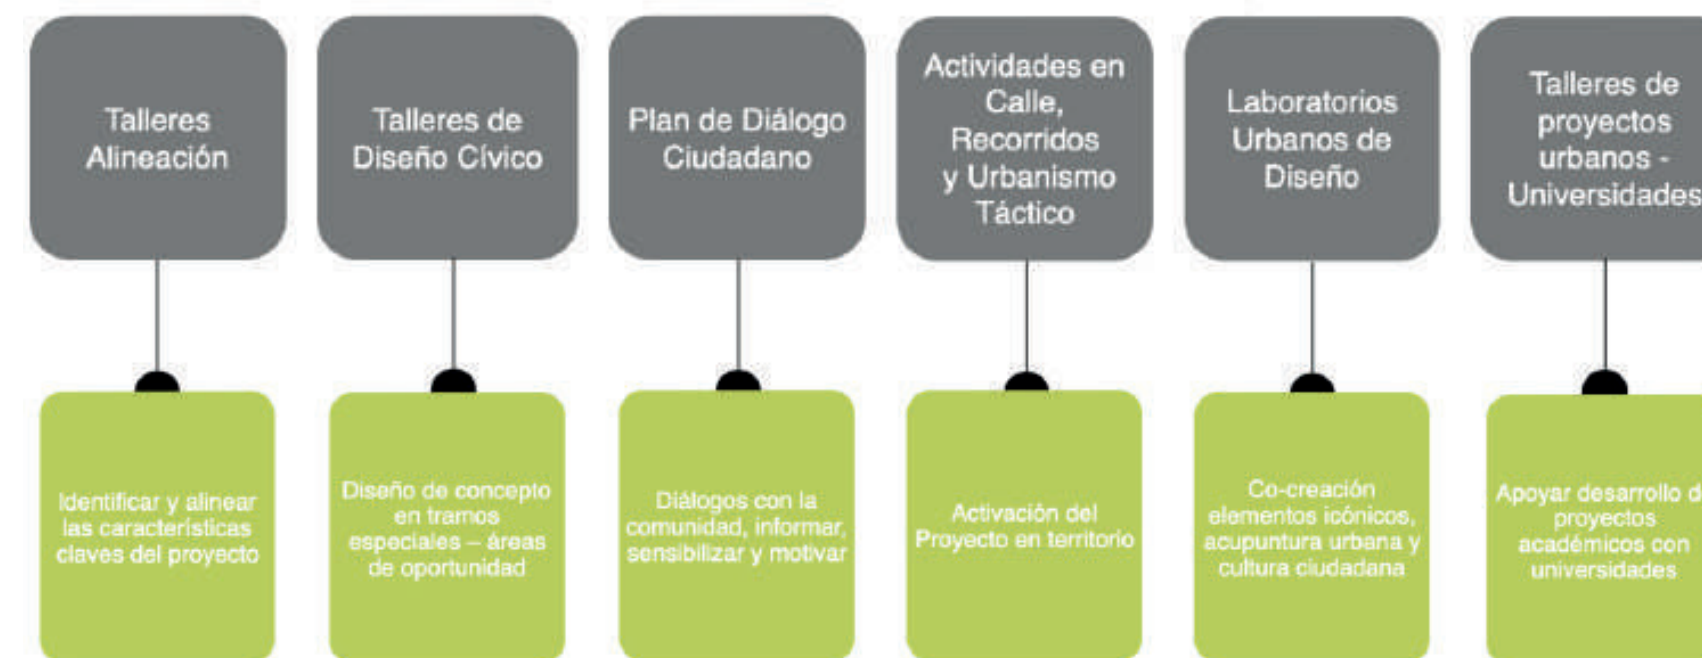 Talleres
Alineación
Talleres de
Diseño Cívico
Plan de Diálogo
Ciudadano
Actividades en
Calle,
Recorridos
y Urbanismo
Táctico
Laboratorios
Urbanos de
Diseño
Talleres de
proyectos
urbanos -
Universidades
Identificar y alinear
las características
claves del proyecto
Diseño de concepto
en tramos
especiales – áreas
de oportunidad
Diálogos con la
comunidad, informar,
sensibilizar y motivar
Activación del
Proyecto en territorio
Co-creación
elementos icónicos,
acupuntura urbana y
cultura ciudadana
Apoyar desarrollo
proyectos
académicos con
universidades